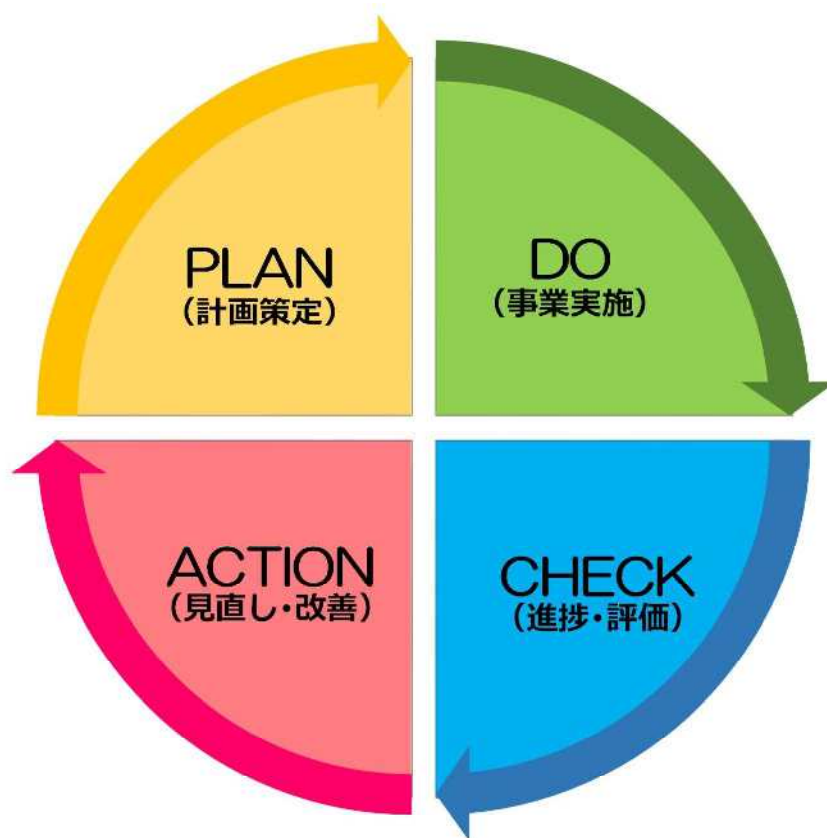 PLAN
（計画策定）
DO
（事業実施）
CHECK
（進捗・評価）
ACTION
（見直し・改善）